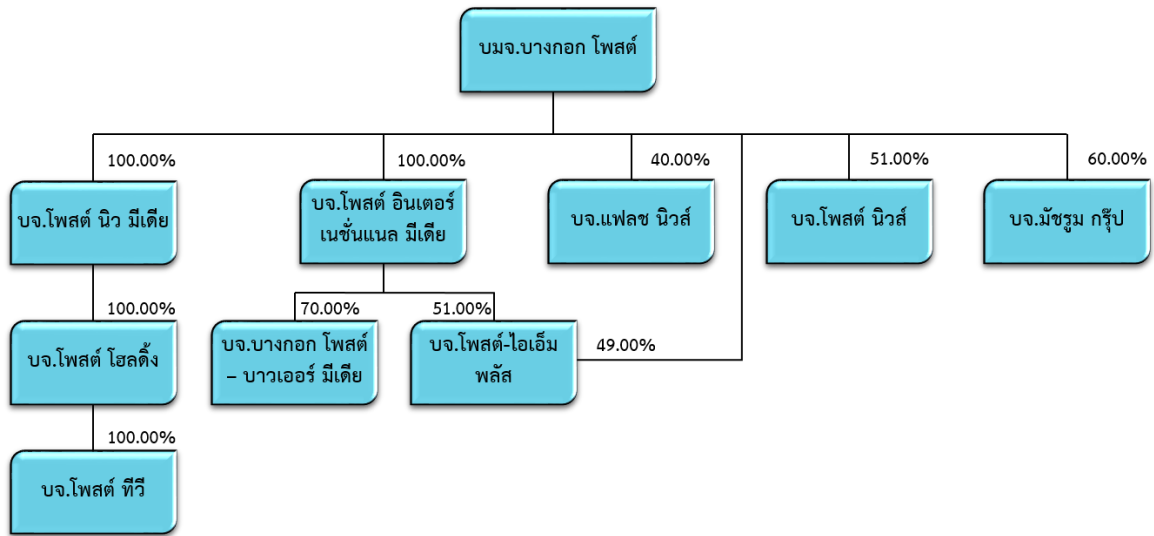 บมจ.บางกอก โพสต์
100.00%
100.00%
40.00%
51.00%
60.00%
บจ.โพสต์ นิว มีเดีย
บจ.โพสต์ อินเตอร์
เนชั่นแนล มีเดีย
บจ.แฟลช นิวส์
บจ.โพสต์ นิวส์
บจ.มัชรูม กรุ๊ป
100.00%
70.00%
51.00%
บจ.โพสต์ โฮลดิ้ง
บจ.บางกอก โพสต์
– บาวเออร์ มีเดีย
บจ.โพสต์-ไอเอ็ม
พลัส
49.00%
100.00%
บจ.โพสต์ ทีวี